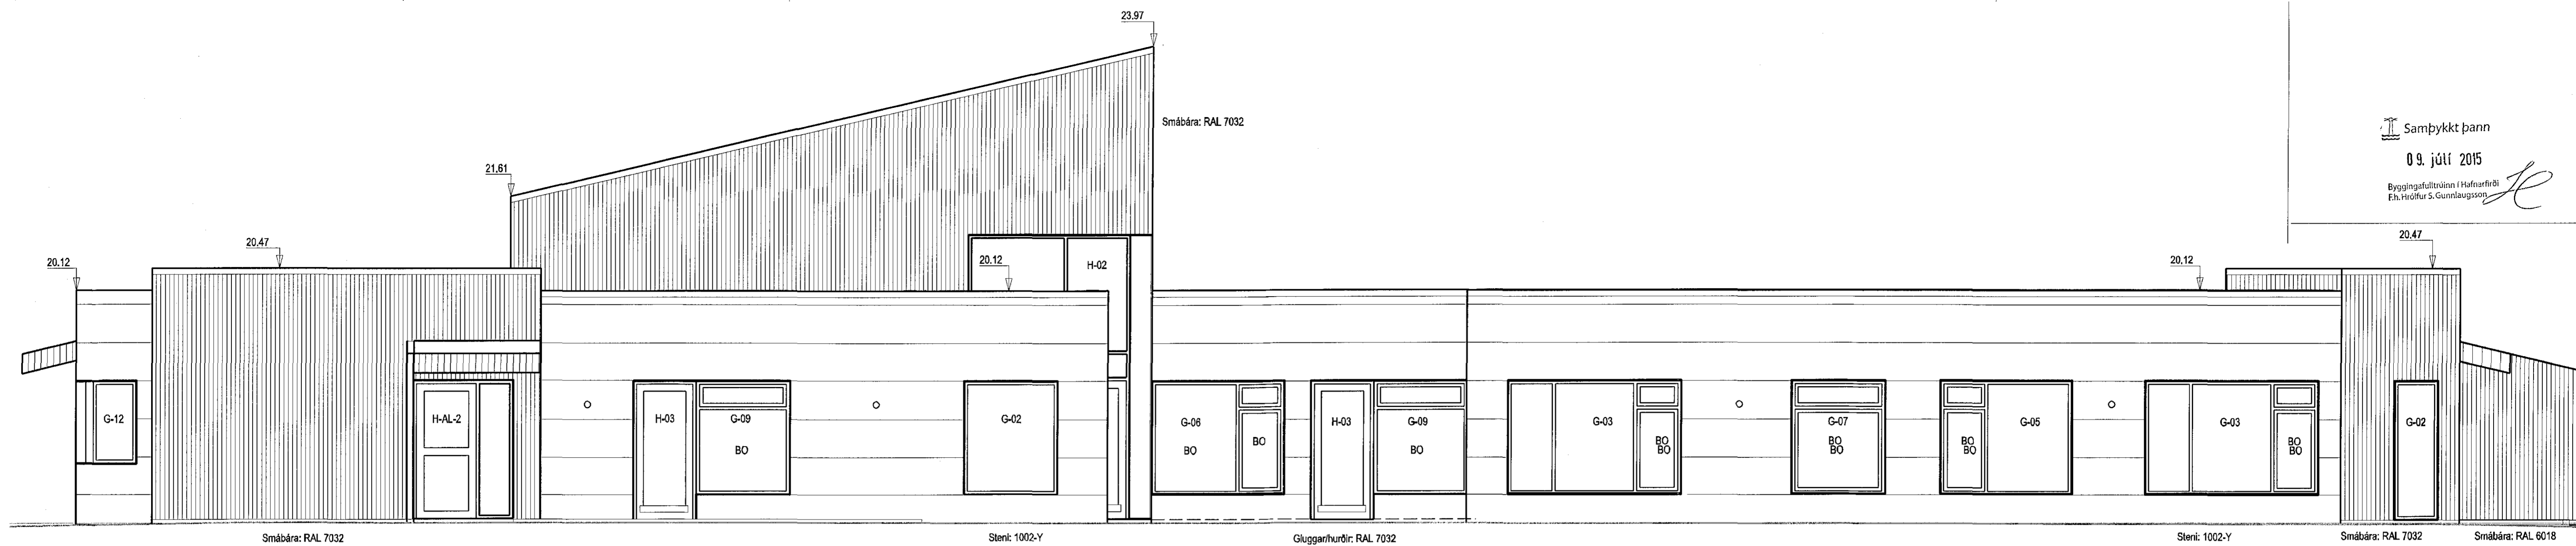 23.97
Smábára: RAL 7032
Samþykkt þann
09. júlí 2015
Byggingafulltrúinn í Hafnarfirði
F.h. Hrólfur S. Gunnlaugsson
21.61
20.47
20.12
20.12
H-02
20.12
20.47
G-12
H-AL-2
H-03
G-09
BO
G-02
G-06
BO
BO
H-03
G-09
BO
G-03
BO
BO
G-07
BO
BO
BO
BO
G-05
G-03
BO
BO
G-02
Smábára: RAL 7032
Steni: 1002-Y
Gluggar/hurðir: RAL 7032
Steni: 1002-Y
Smábára: RAL 7032
Smábára: RAL 6018